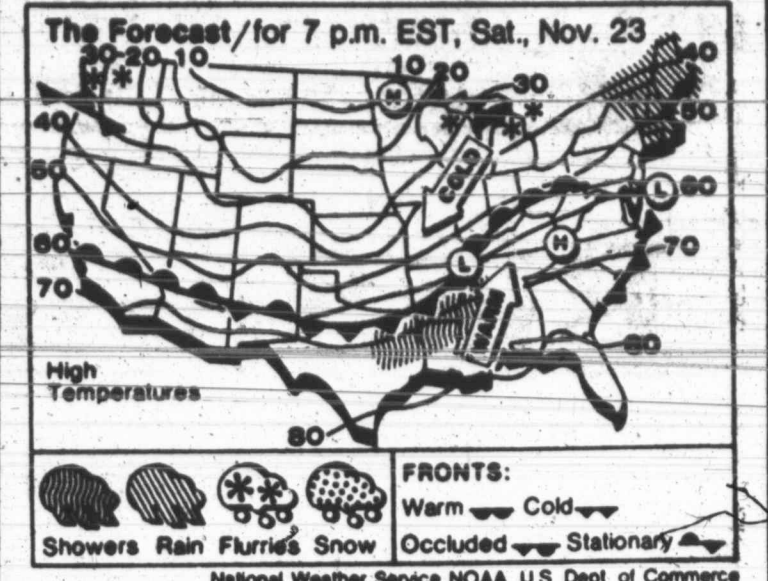 The Forecast/for 7 p.m. EST, Sat., Nov. 23
30 20 10
10 20 30
40
50
H
40
50
COLD
60
L 60
H
L
70
60
70
WARM
80
High
Temperatures
80
FRONTS:
Warm Cold
Showers Rain Flurries Snow
Occluded Stationary
National Weather Service NOAA, U.S. Dept. of Commerce